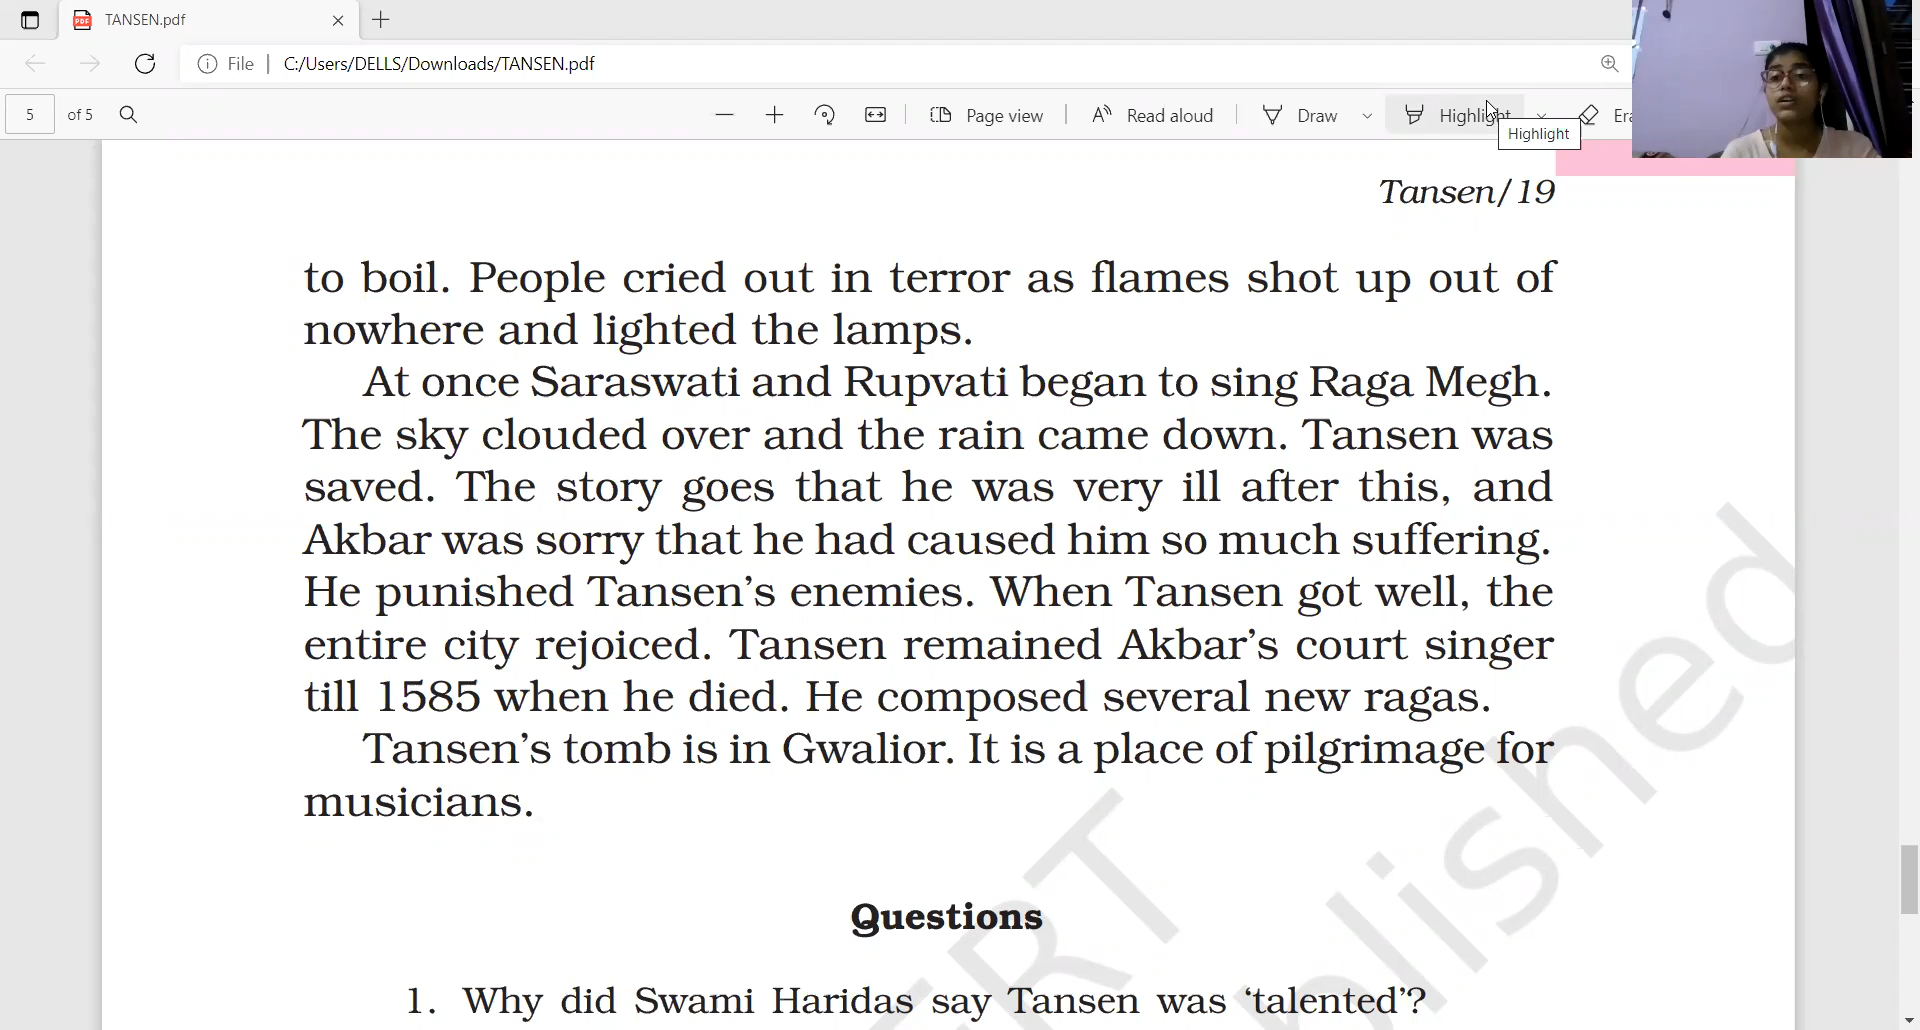 TANSEN.pdf
File
C:/Users/DELLS/Downloads/TANSEN.pdf
5 of 5
Page view
Read aloud
Draw
Highlight
Highlight
Tansen/19
to boil. People cried out in terror as flames shot up out of
nowhere and lighted the lamps.
At once Saraswati and Rupvati began to sing Raga Megh.
The sky clouded over and the rain came down. Tansen was
saved. The story goes that he was very ill after this, and
Akbar was sorry that he had caused him so much suffering.
He punished Tansen’s enemies. When Tansen got well, the
entire city rejoiced. Tansen remained Akbar’s court singer
till 1585 when he died. He composed several new ragas.
Tansen’s tomb is in Gwalior. It is a place of pilgrimage for
musicians.
Questions
1. Why did Swami Haridas say Tansen was ‘talented’?